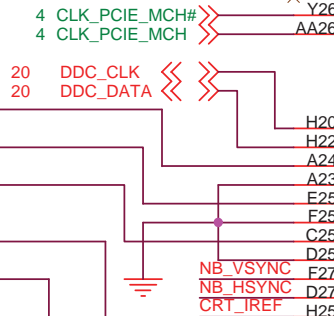 Y26
4 CLK_PCIE_MCH#
4 CLK_PCIE_MCH
AA26
20 DDC_CLK
20 DDC_DATA
H20
H22
A24
A23
E25
F25
C25
D25
NB_VSYNC F27
NB_HSYNC D27
CRT_IREF H25